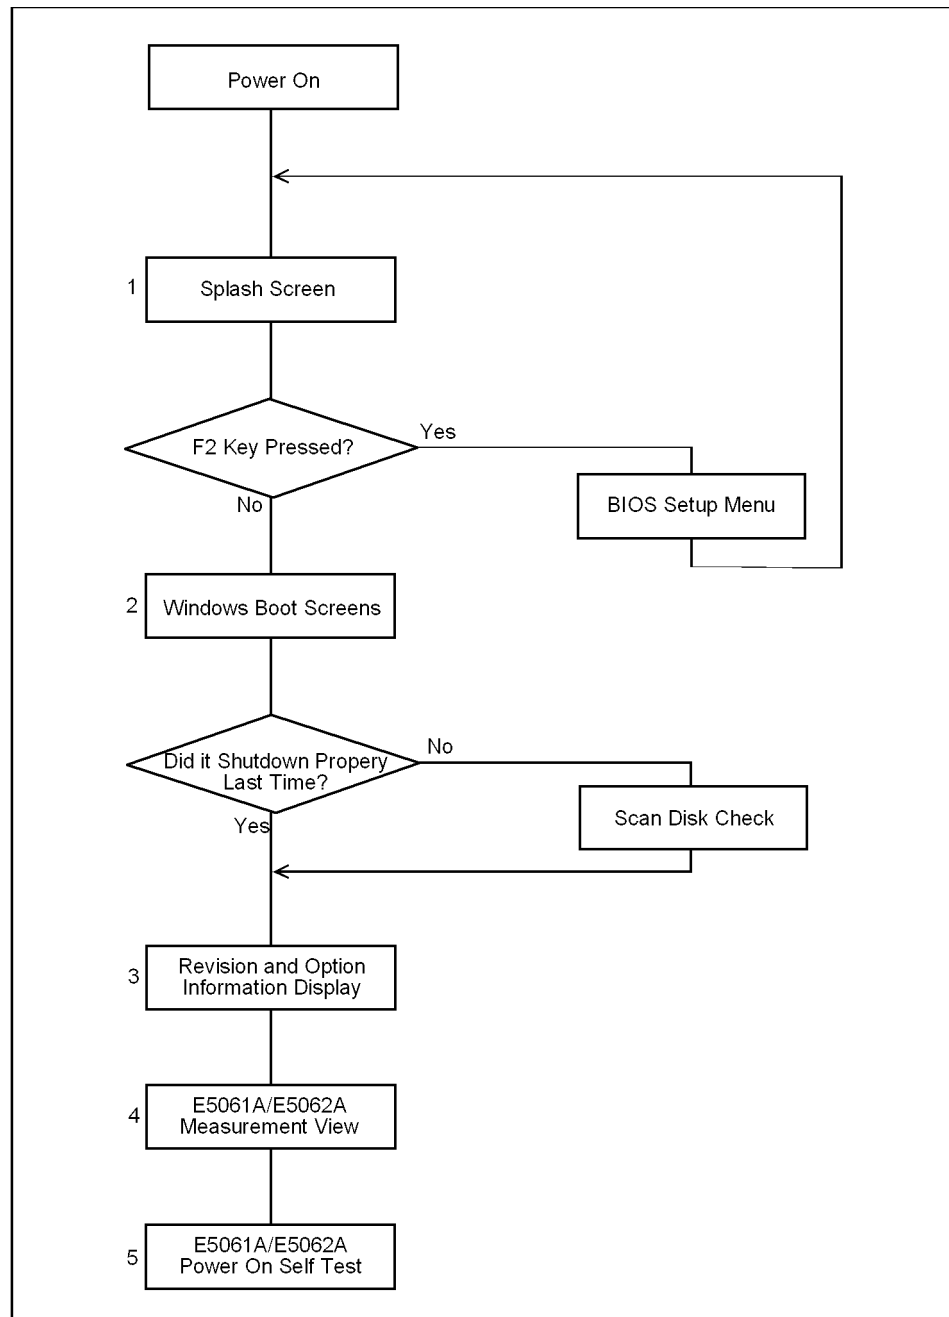 Power On
1
Splash Screen
F2 Key Pressed?
Yes
No
BIOS Setup Menu
2
Windows Boot Screens
Did it Shutdown Propery
Last Time?
No
Yes
Scan Disk Check
3
Revision and Option
Information Display
4
E5061A/E5062A
Measurement View
5
E5061A/E5062A
Power On Self Test